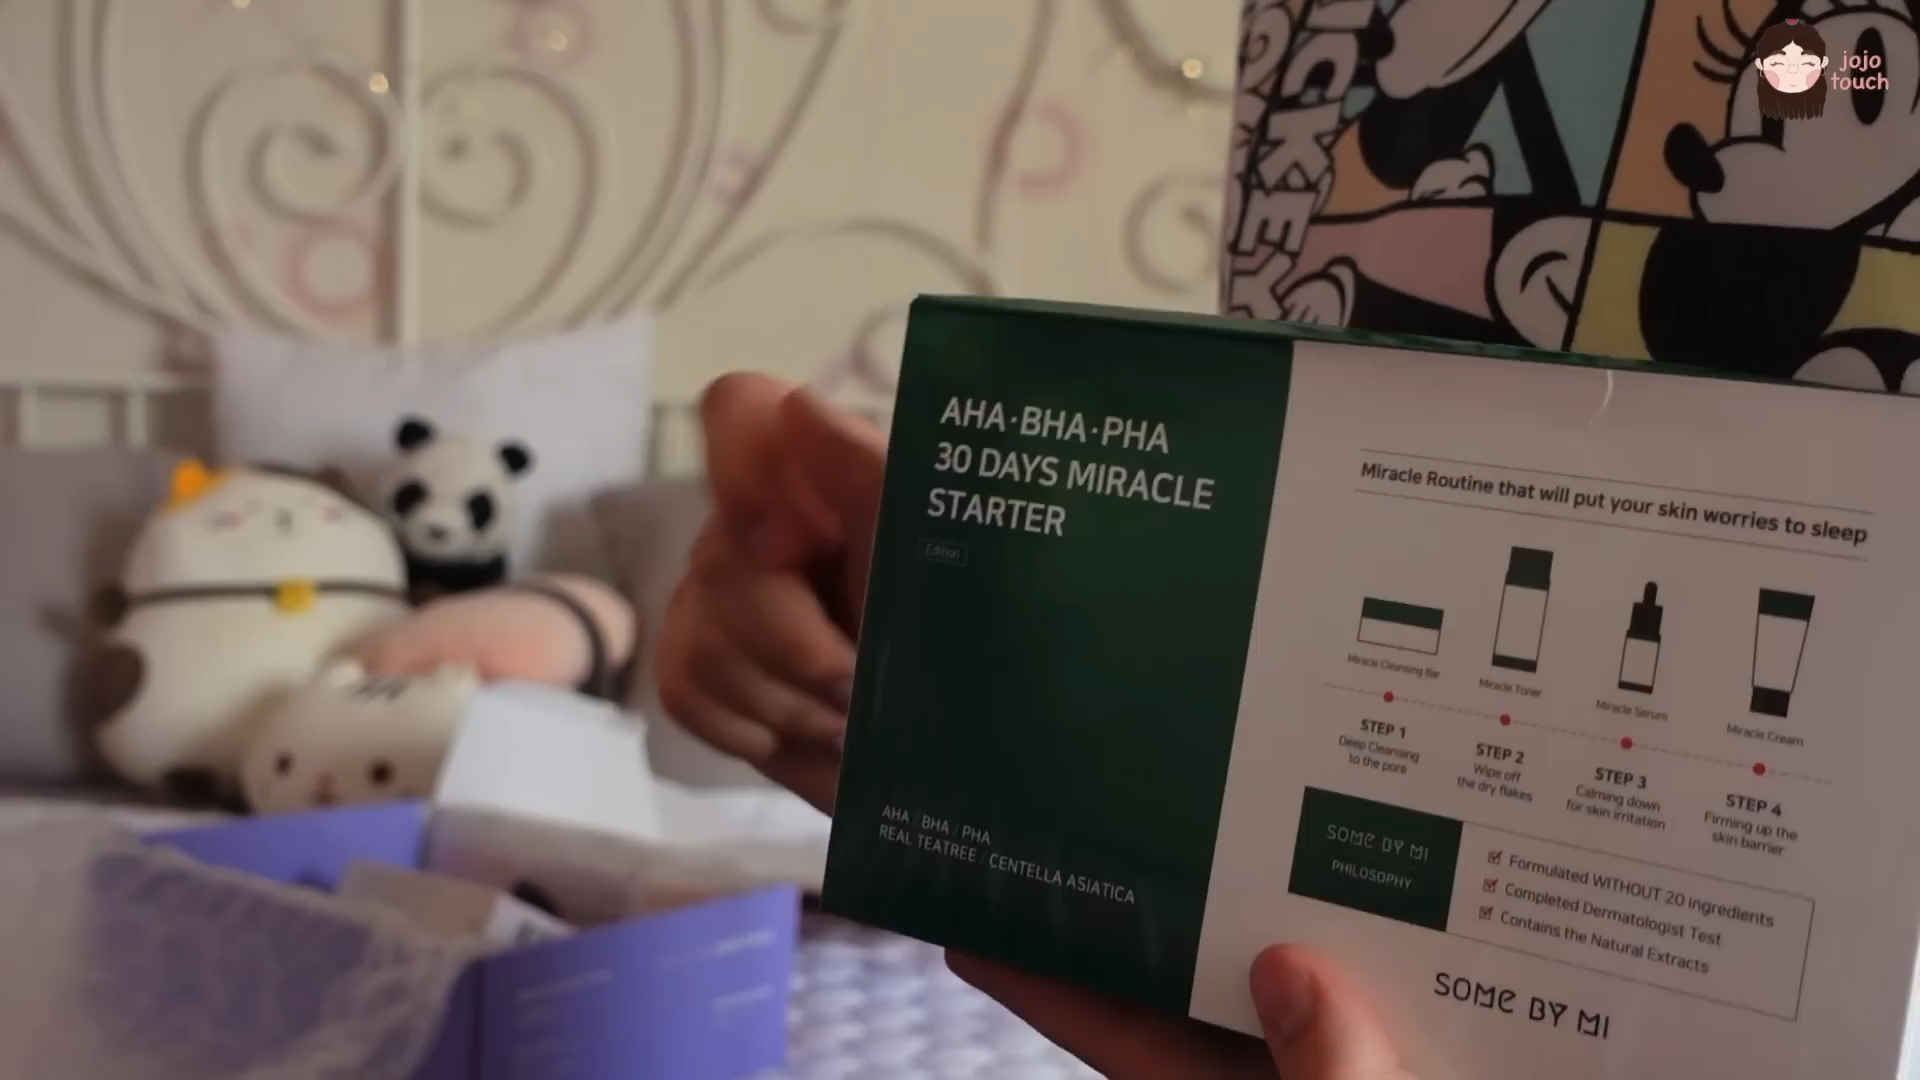 jojo
touch
MICKEY
AHA·BHA·PHA
30 DAYS MIRACLE
STARTER
Edition
AHA / BHA / PHA
REAL TEATREE / CENTELLA ASIATICA
Miracle Routine that will put your skin worries to sleep
Miracle Cleansing Bar
Miracle Toner
Miracle Serum
Miracle Cream
STEP 1
Deep Cleansing
to the pore
STEP 2
Wipe off
the dry flakes
STEP 3
Calming down
for skin irritation
STEP 4
Firming up the
skin barrier
SOME BY MI
PHILOSOPHY
Formulated WITHOUT 20 ingredients
Completed Dermatologist Test
Contains the Natural Extracts
SOME BY MI